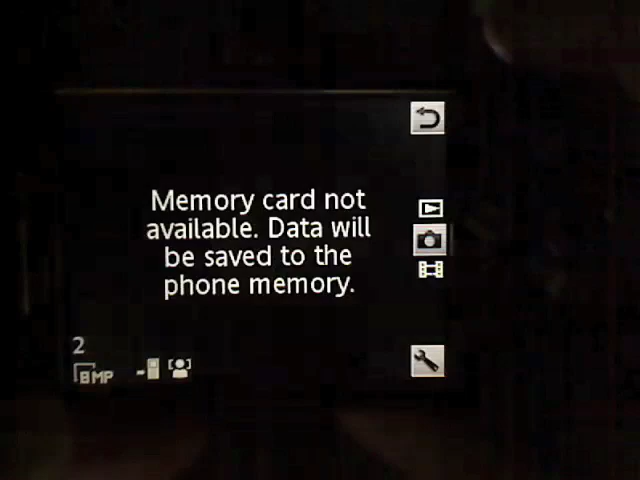 Memory card not
available. Data will
be saved to the
phone memory.
2
8MP